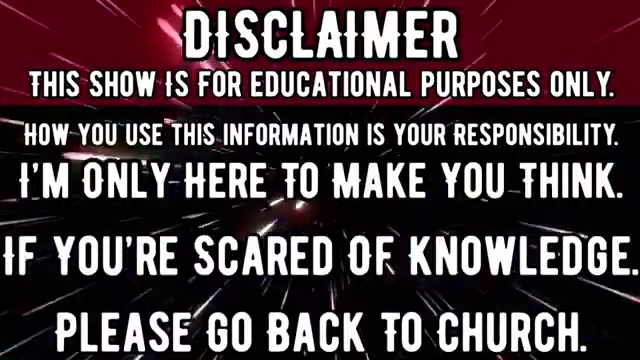 DISCLAIMER
THIS SHOW IS FOR EDUCATIONAL PURPOSES ONLY.
HOW YOU USE THIS INFORMATION IS YOUR RESPONSIBILITY.
I'M ONLY HERE TO MAKE YOU THINK.
IF YOU'RE SCARED OF KNOWLEDGE.
PLEASE GO BACK TO CHURCH.